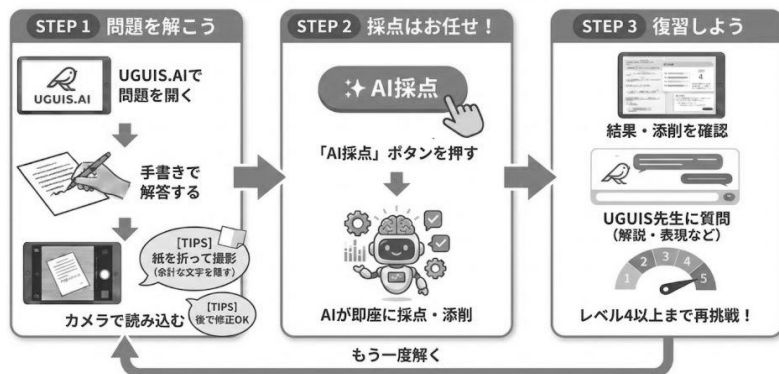 STEP 1 問題を解こう
UGUIS.AI
UGUIS.AIで
問題を開く
手書きで
解答する
[TIPS]
紙を折って撮影
(余計な文字を隠す)
[TIPS]
後で修正OK
カメラで読み込む
STEP 2 採点はお任せ！
AI採点
「AI採点」ボタンを押す
AIが即座に採点・添削
STEP 3 復習しよう
4
結果・添削を確認
UGUIS先生に質問
(解説・表現など)
1 2 3 4 5
レベル4以上まで再挑戦！
もう一度解く